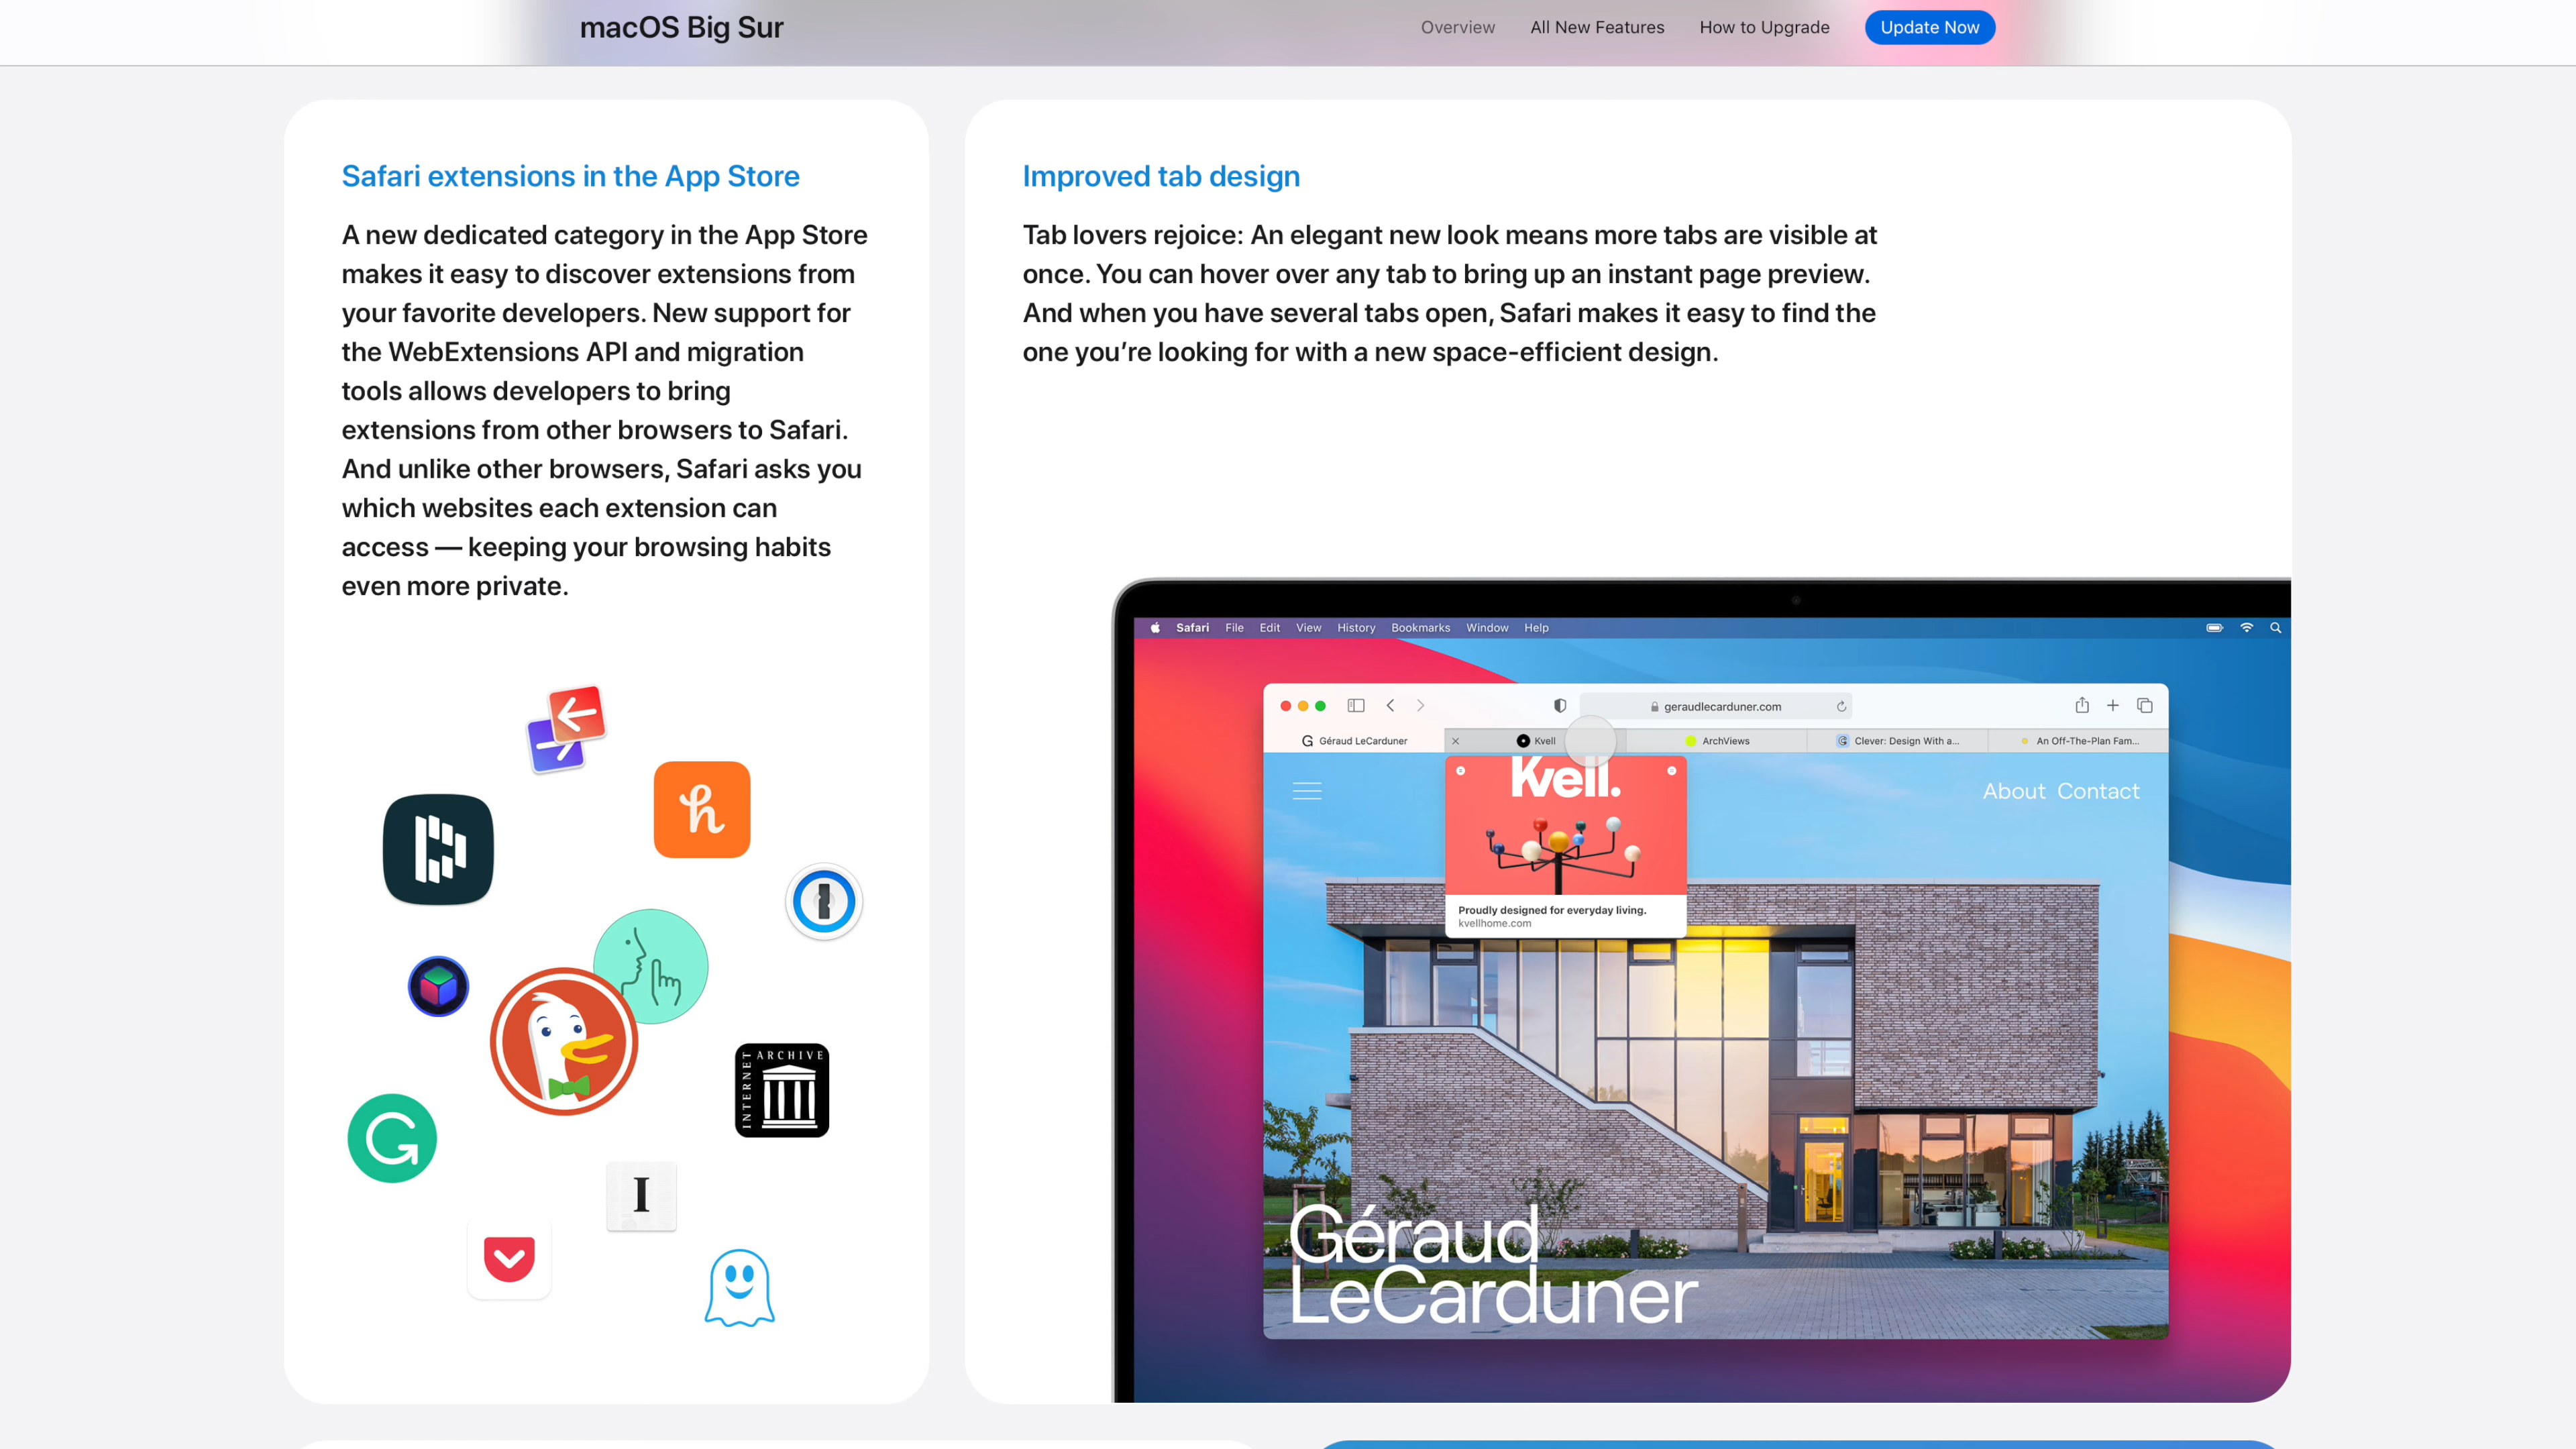 macOS Big Sur
Overview
All New Features
How to Upgrade
Update Now
Safari extensions in the App Store
A new dedicated category in the App Store
makes it easy to discover extensions from
your favorite developers. New support for
the WebExtensions API and migration
tools allows developers to bring
extensions from other browsers to Safari.
And unlike other browsers, Safari asks you
which websites each extension can
access — keeping your browsing habits
even more private.
h
INTERNET
ARCHIVE
G
I
Improved tab design
Tab lovers rejoice: An elegant new look means more tabs are visible at
once. You can hover over any tab to bring up an instant page preview.
And when you have several tabs open, Safari makes it easy to find the
one you’re looking for with a new space-efficient design.
Safari File Edit View History Bookmarks Window Help
geraudlecarduner.com
G Géraud LeCarduner
Kvell
ArchViews
Clever: Design With a...
An Off-The-Plan Fam...
Kvell.
Proudly designed for everyday living.
kvellhome.com
About Contact
Géraud
LeCarduner